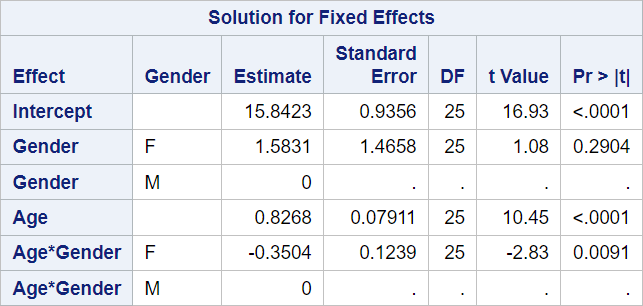 Solution for Fixed Effects
Effect Gender Estimate Standard Error DF t Value Pr > |t|
Intercept 15.8423 0.9356 25 16.93 <.0001
Gender F 1.5831 1.4658 25 1.08 0.2904
Gender M 0 . . . .
Age 0.8268 0.07911 25 10.45 <.0001
Age*Gender F -0.3504 0.1239 25 -2.83 0.0091
Age*Gender M 0 . . . .